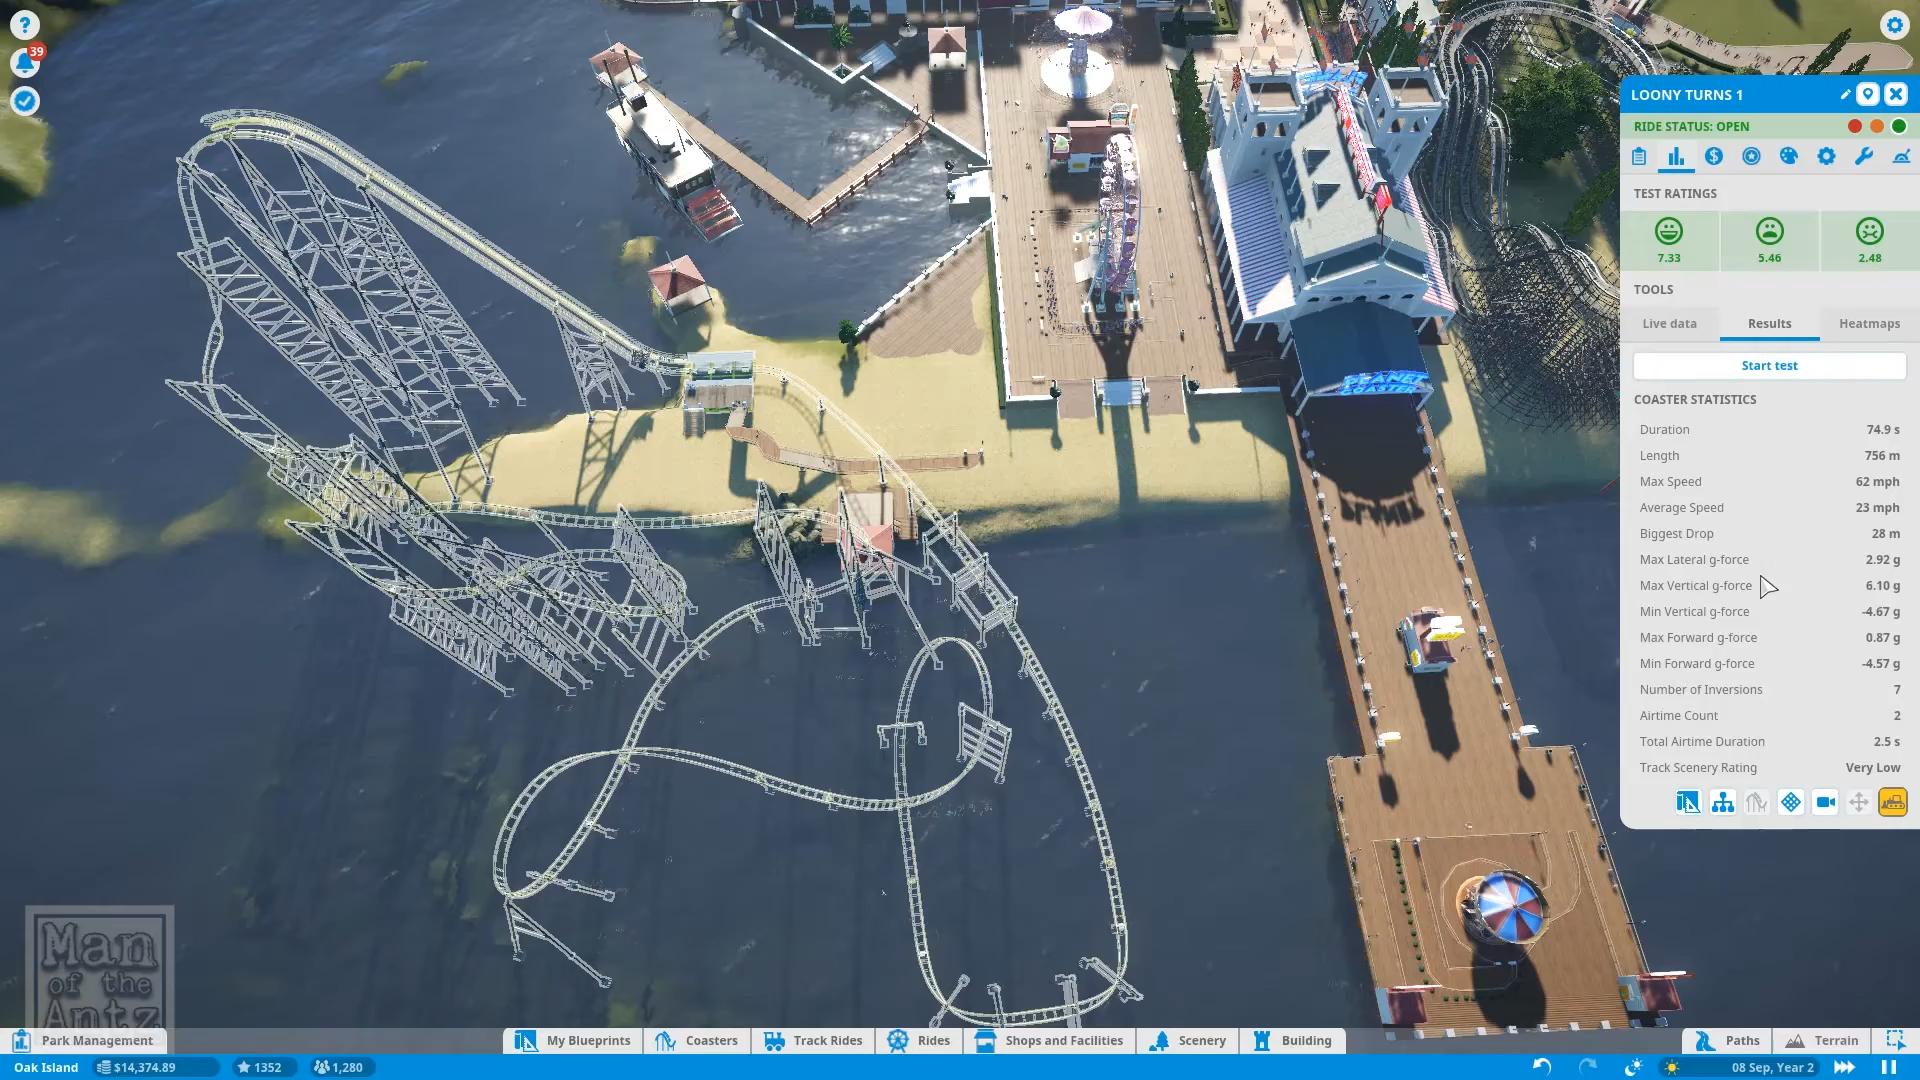 ?
39
LOONY TURNS 1
RIDE STATUS: OPEN
TEST RATINGS
7.33 5.46 2.48
TOOLS
Live data Results Heatmaps
Start test
COASTER STATISTICS
Duration 74.9 s
Length 756 m
Max Speed 62 mph
Average Speed 23 mph
Biggest Drop 28 m
Max Lateral g-force 2.92 g
Max Vertical g-force 6.10 g
Min Vertical g-force -4.67 g
Max Forward g-force 0.87 g
Min Forward g-force -4.57 g
Number of Inversions 7
Airtime Count 2
Total Airtime Duration 2.5 s
Track Scenery Rating Very Low
PLANET
COASTER
Man
of the
Antz
Park Management My Blueprints Coasters Track Rides Rides Shops and Facilities Scenery Building Paths Terrain
Oak Island $14,374.89 1352 1,280 08 Sep, Year 2